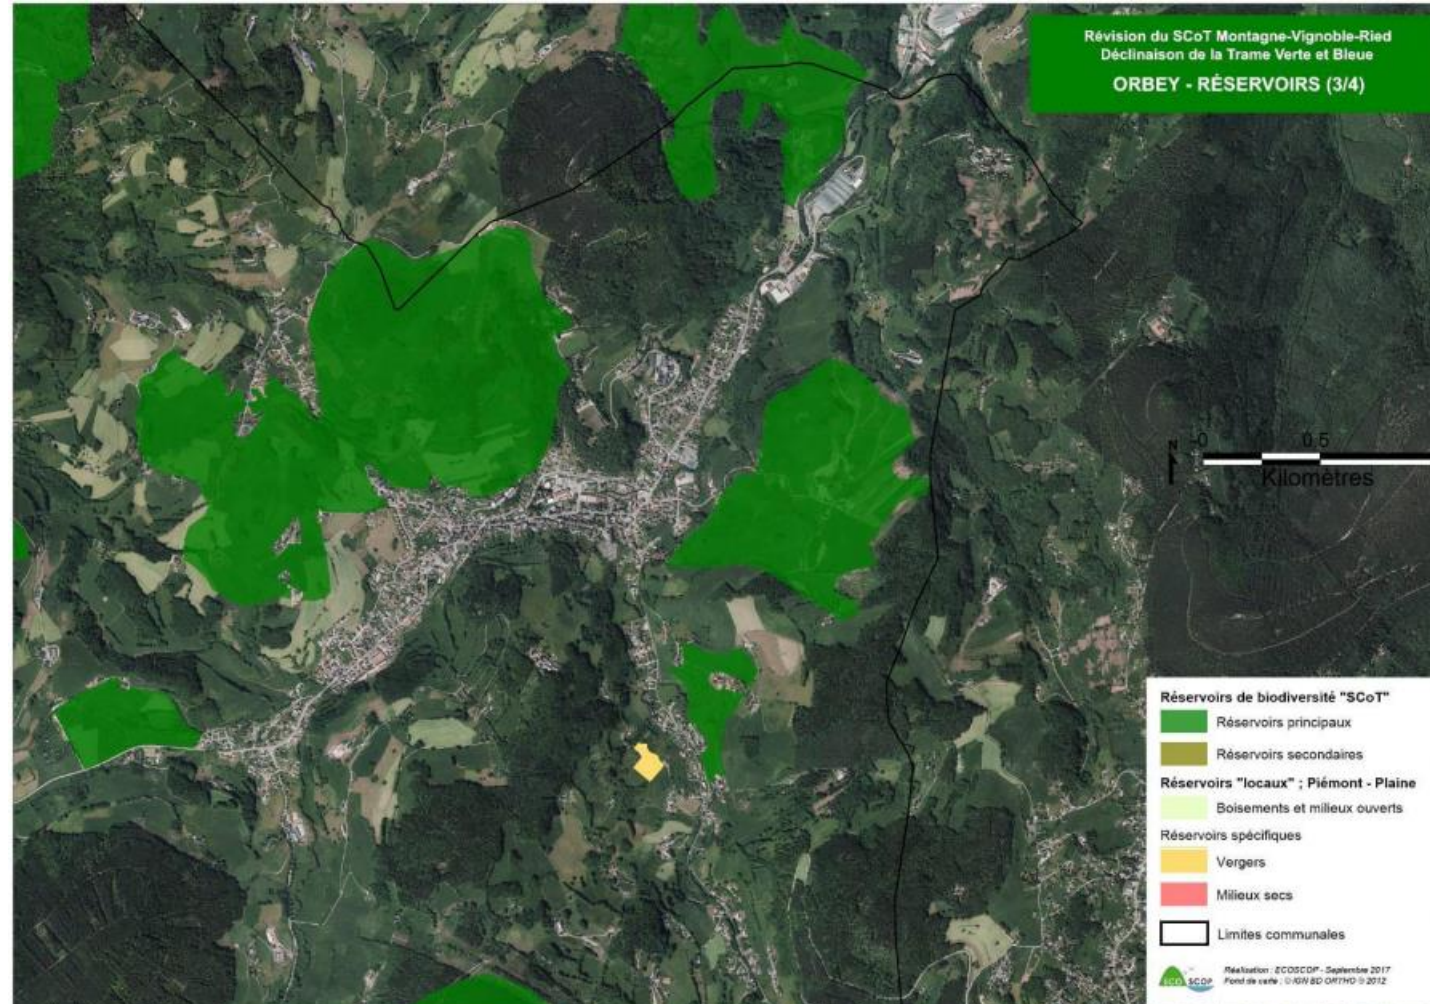 Révision du SCoT Montagne-Vignoble-Ried
Déclinaison de la Trame Verte et Bleue
ORBEY - RÉSERVOIRS (3/4)
N
0 0.5
Kilomètres
Réservoirs de biodiversité "SCoT"
Réservoirs principaux
Réservoirs secondaires
Réservoirs "locaux" ; Piémont - Plaine
Boisements et milieux ouverts
Réservoirs spécifiques
Vergers
Milieux secs
Limites communales
ECO SCOP
Réalisation : ECOSCOP - Septembre 2017
Fond de carte : © IGN BD ORTHO © 2012